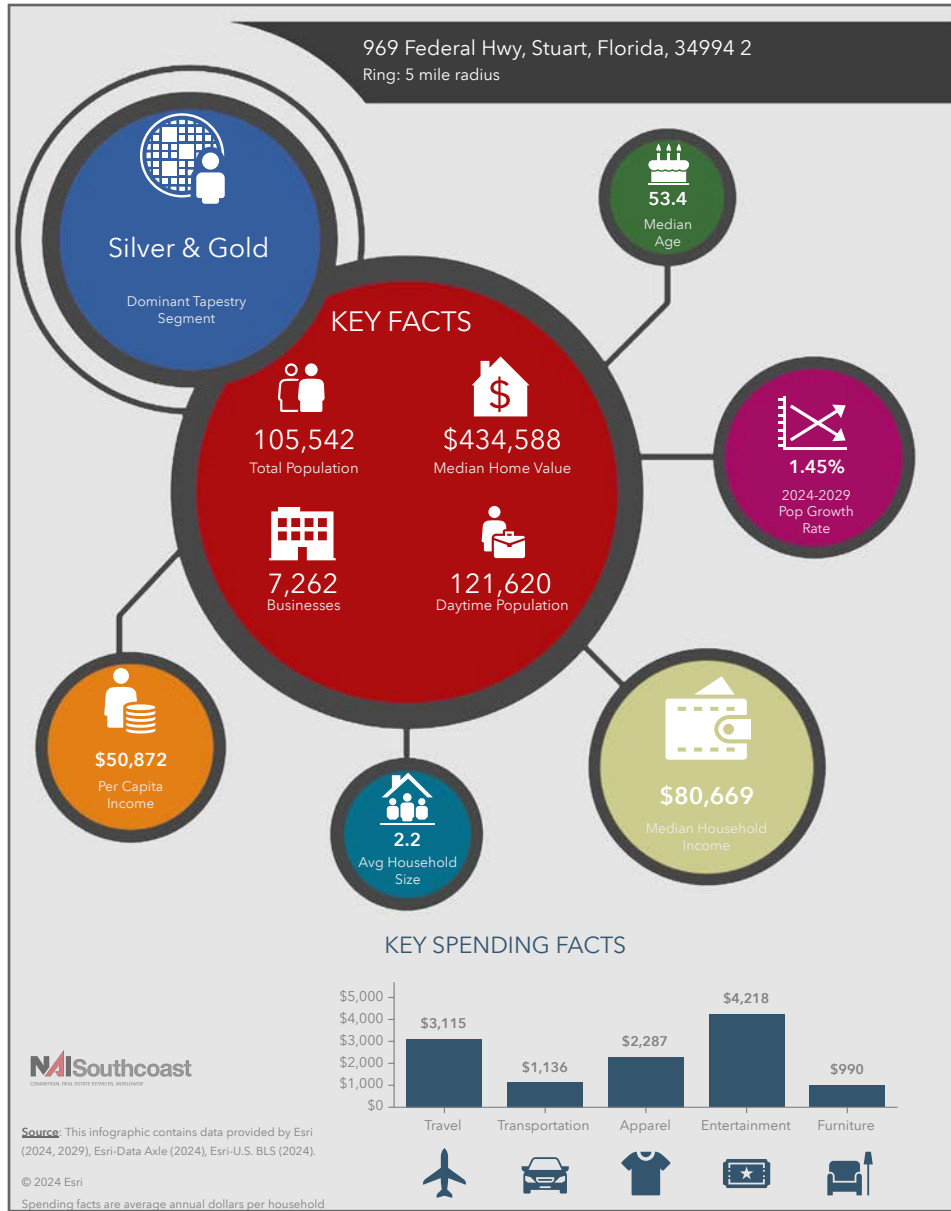 969 Federal Hwy, Stuart, Florida, 34994 2
Ring: 5 mile radius
Silver & Gold
Dominant Tapestry
Segment
53.4
Median
Age
KEY FACTS
105,542
Total Population
$434,588
Median Home Value
7,262
Businesses
121,620
Daytime Population
1.45%
2024-2029
Pop Growth
Rate
$50,872
Per Capita
Income
2.2
Avg Household
Size
$80,669
Median Household
Income
KEY SPENDING FACTS
$5,000
$4,000
$3,000
$2,000
$1,000
$0
$3,115
$1,136
$2,287
$4,218
$990
Travel
Transportation
Apparel
Entertainment
Furniture
NAISouthcoast
COMMERCIAL REAL ESTATE SERVICES, WORLDWIDE
Source: This infographic contains data provided by Esri
(2024, 2029), Esri-Data Axle (2024), Esri-U.S. BLS (2024).
© 2024 Esri
Spending facts are average annual dollars per household